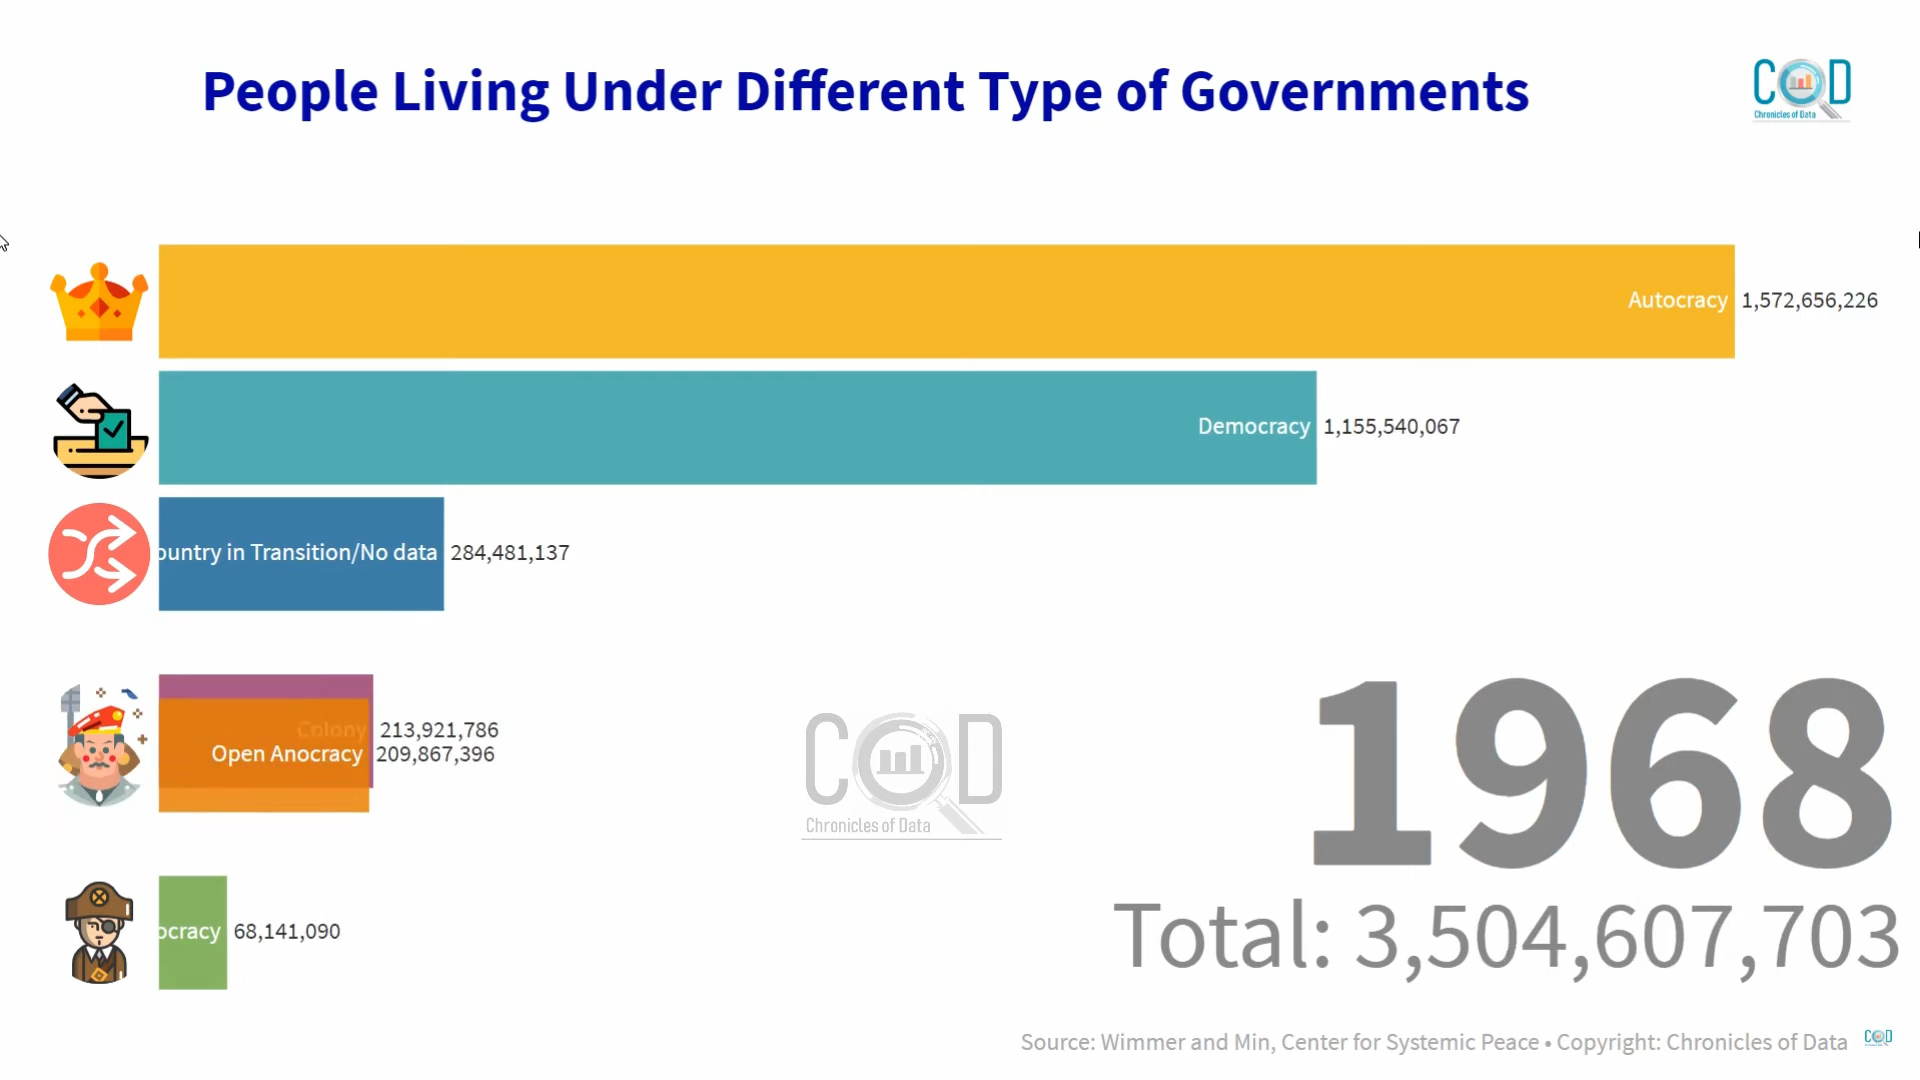 People Living Under Different Type of Governments
COD
Chronicles of Data
Autocracy 1,572,656,226
Democracy 1,155,540,067
ountry in Transition/No data 284,481,137
Colony 213,921,786
Open Anocracy 209,867,396
ocracy 68,141,090
COD
Chronicles of Data
1968
Total: 3,504,607,703
Source: Wimmer and Min, Center for Systemic Peace • Copyright: Chronicles of Data
COD